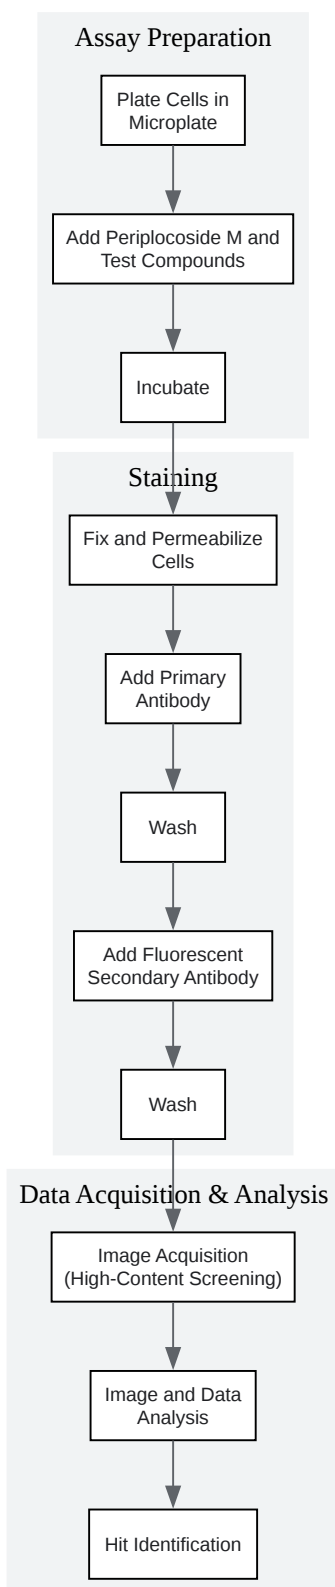 Assay Preparation
Plate Cells in
Microplate
Add Periplocoside M and
Test Compounds
Incubate
Staining
Fix and Permeabilize
Cells
Add Primary
Antibody
Wash
Add Fluorescent
Secondary Antibody
Wash
Data Acquisition & Analysis
Image Acquisition
(High-Content Screening)
Image and Data
Analysis
Hit Identification